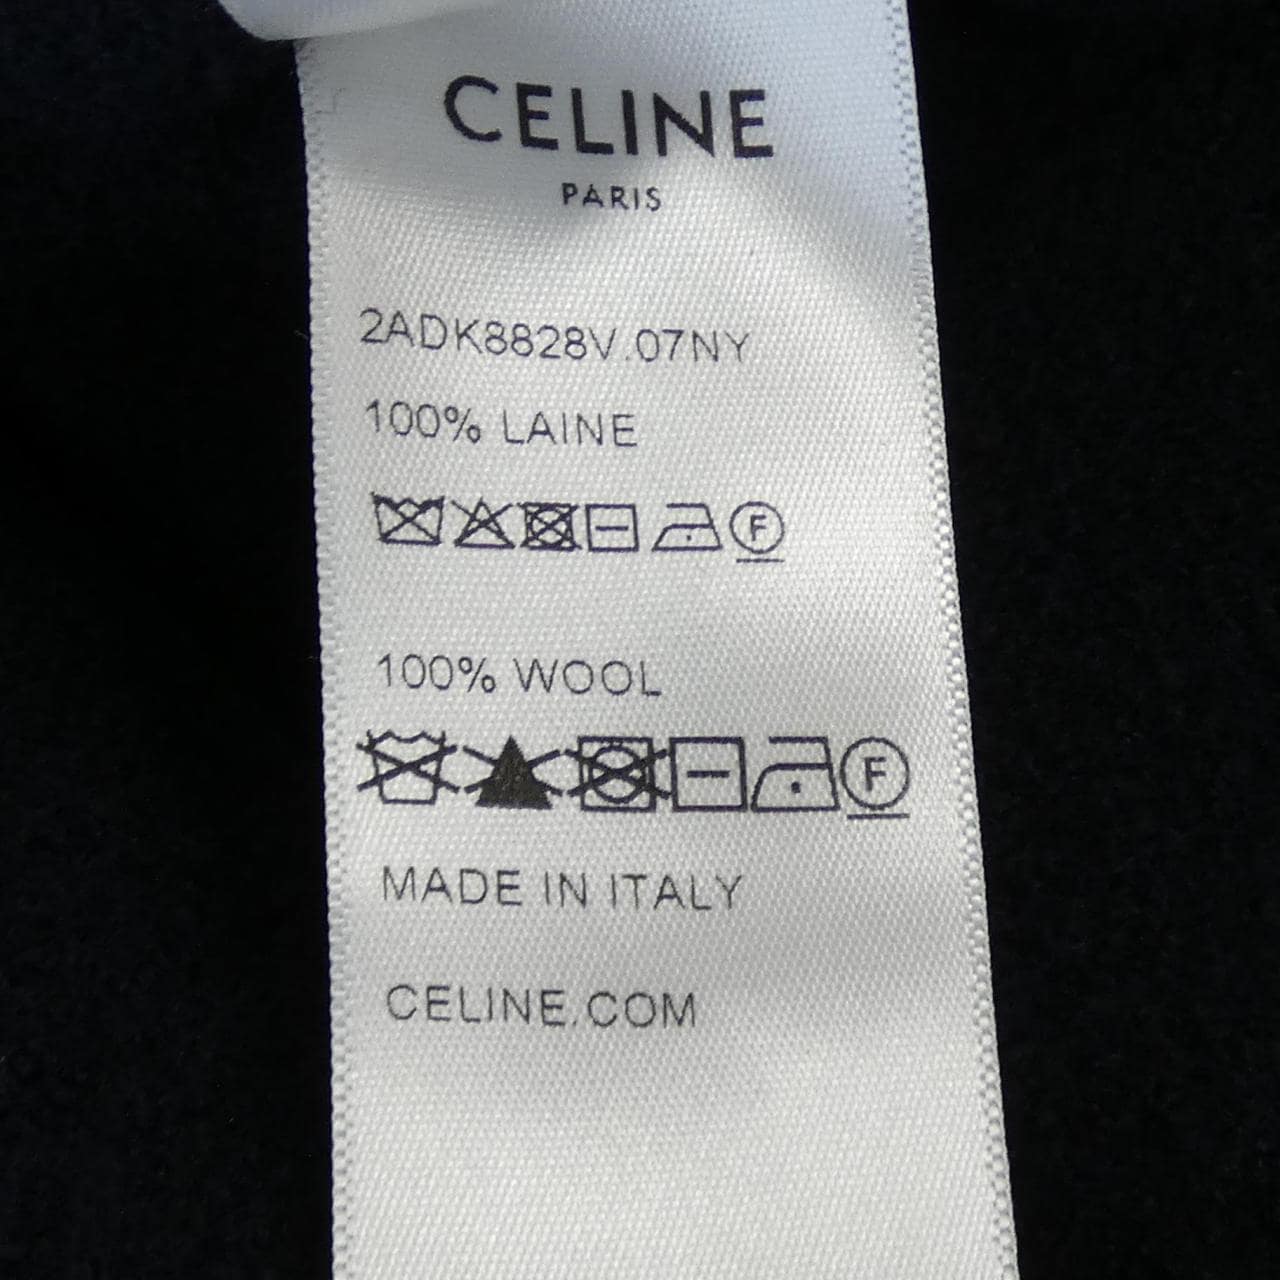 CELINE
PARIS
2ADK8828V.07NY
100% LAINE
F
100% WOOL
F
MADE IN ITALY
CELINE.COM